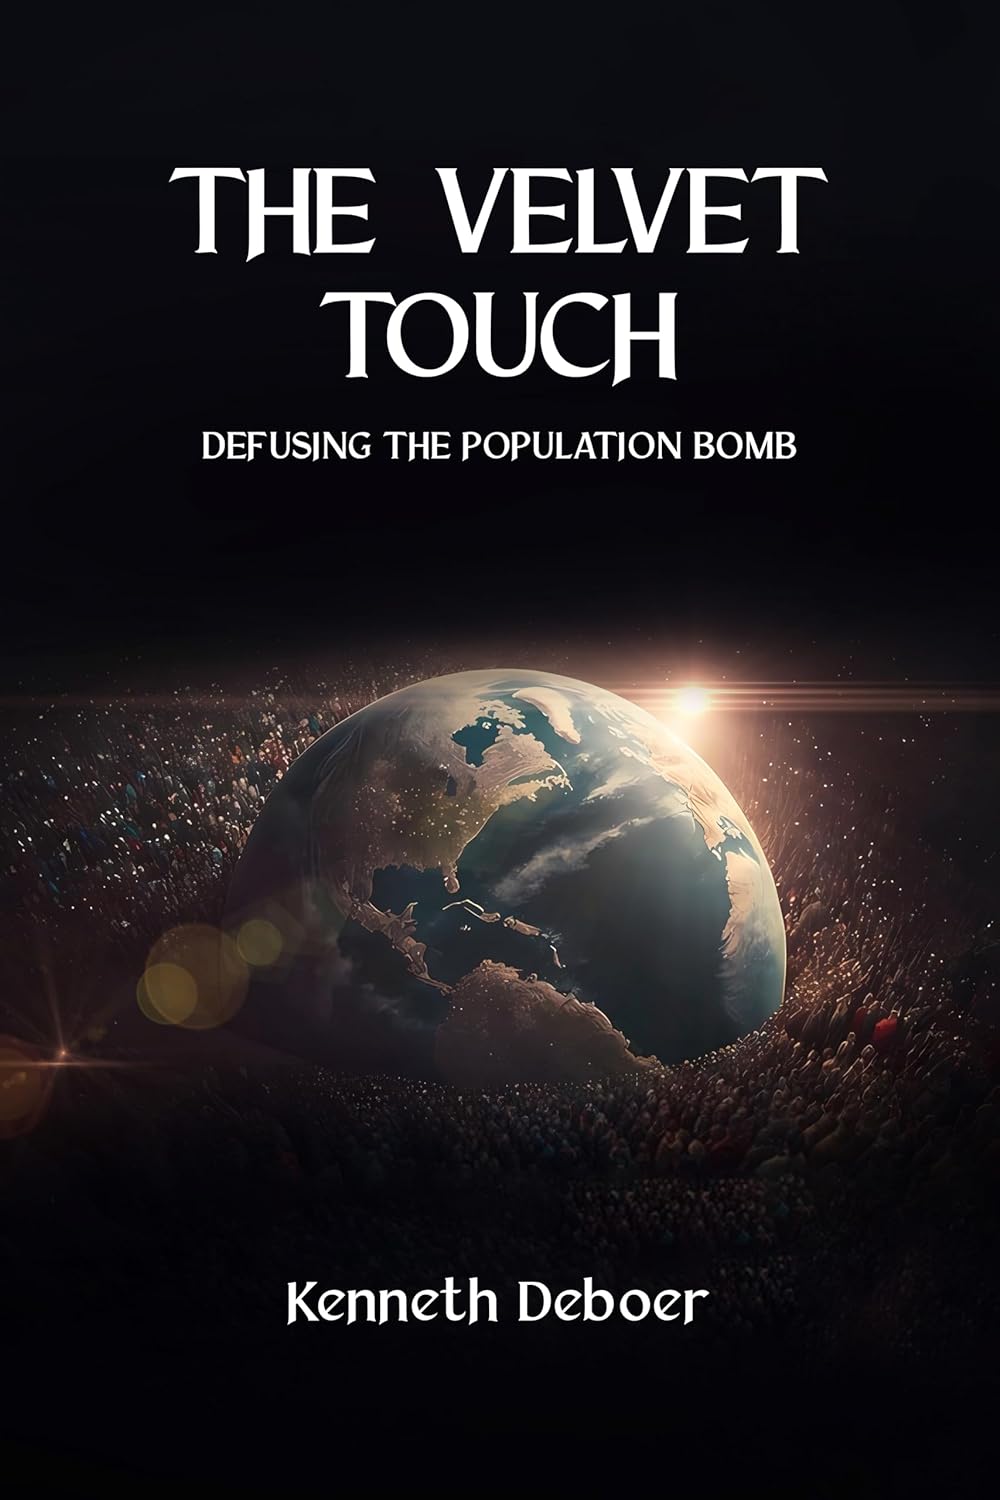 THE VELVET
TOUCH
DEFUSING THE POPULATION BOMB
Kenneth Deboer